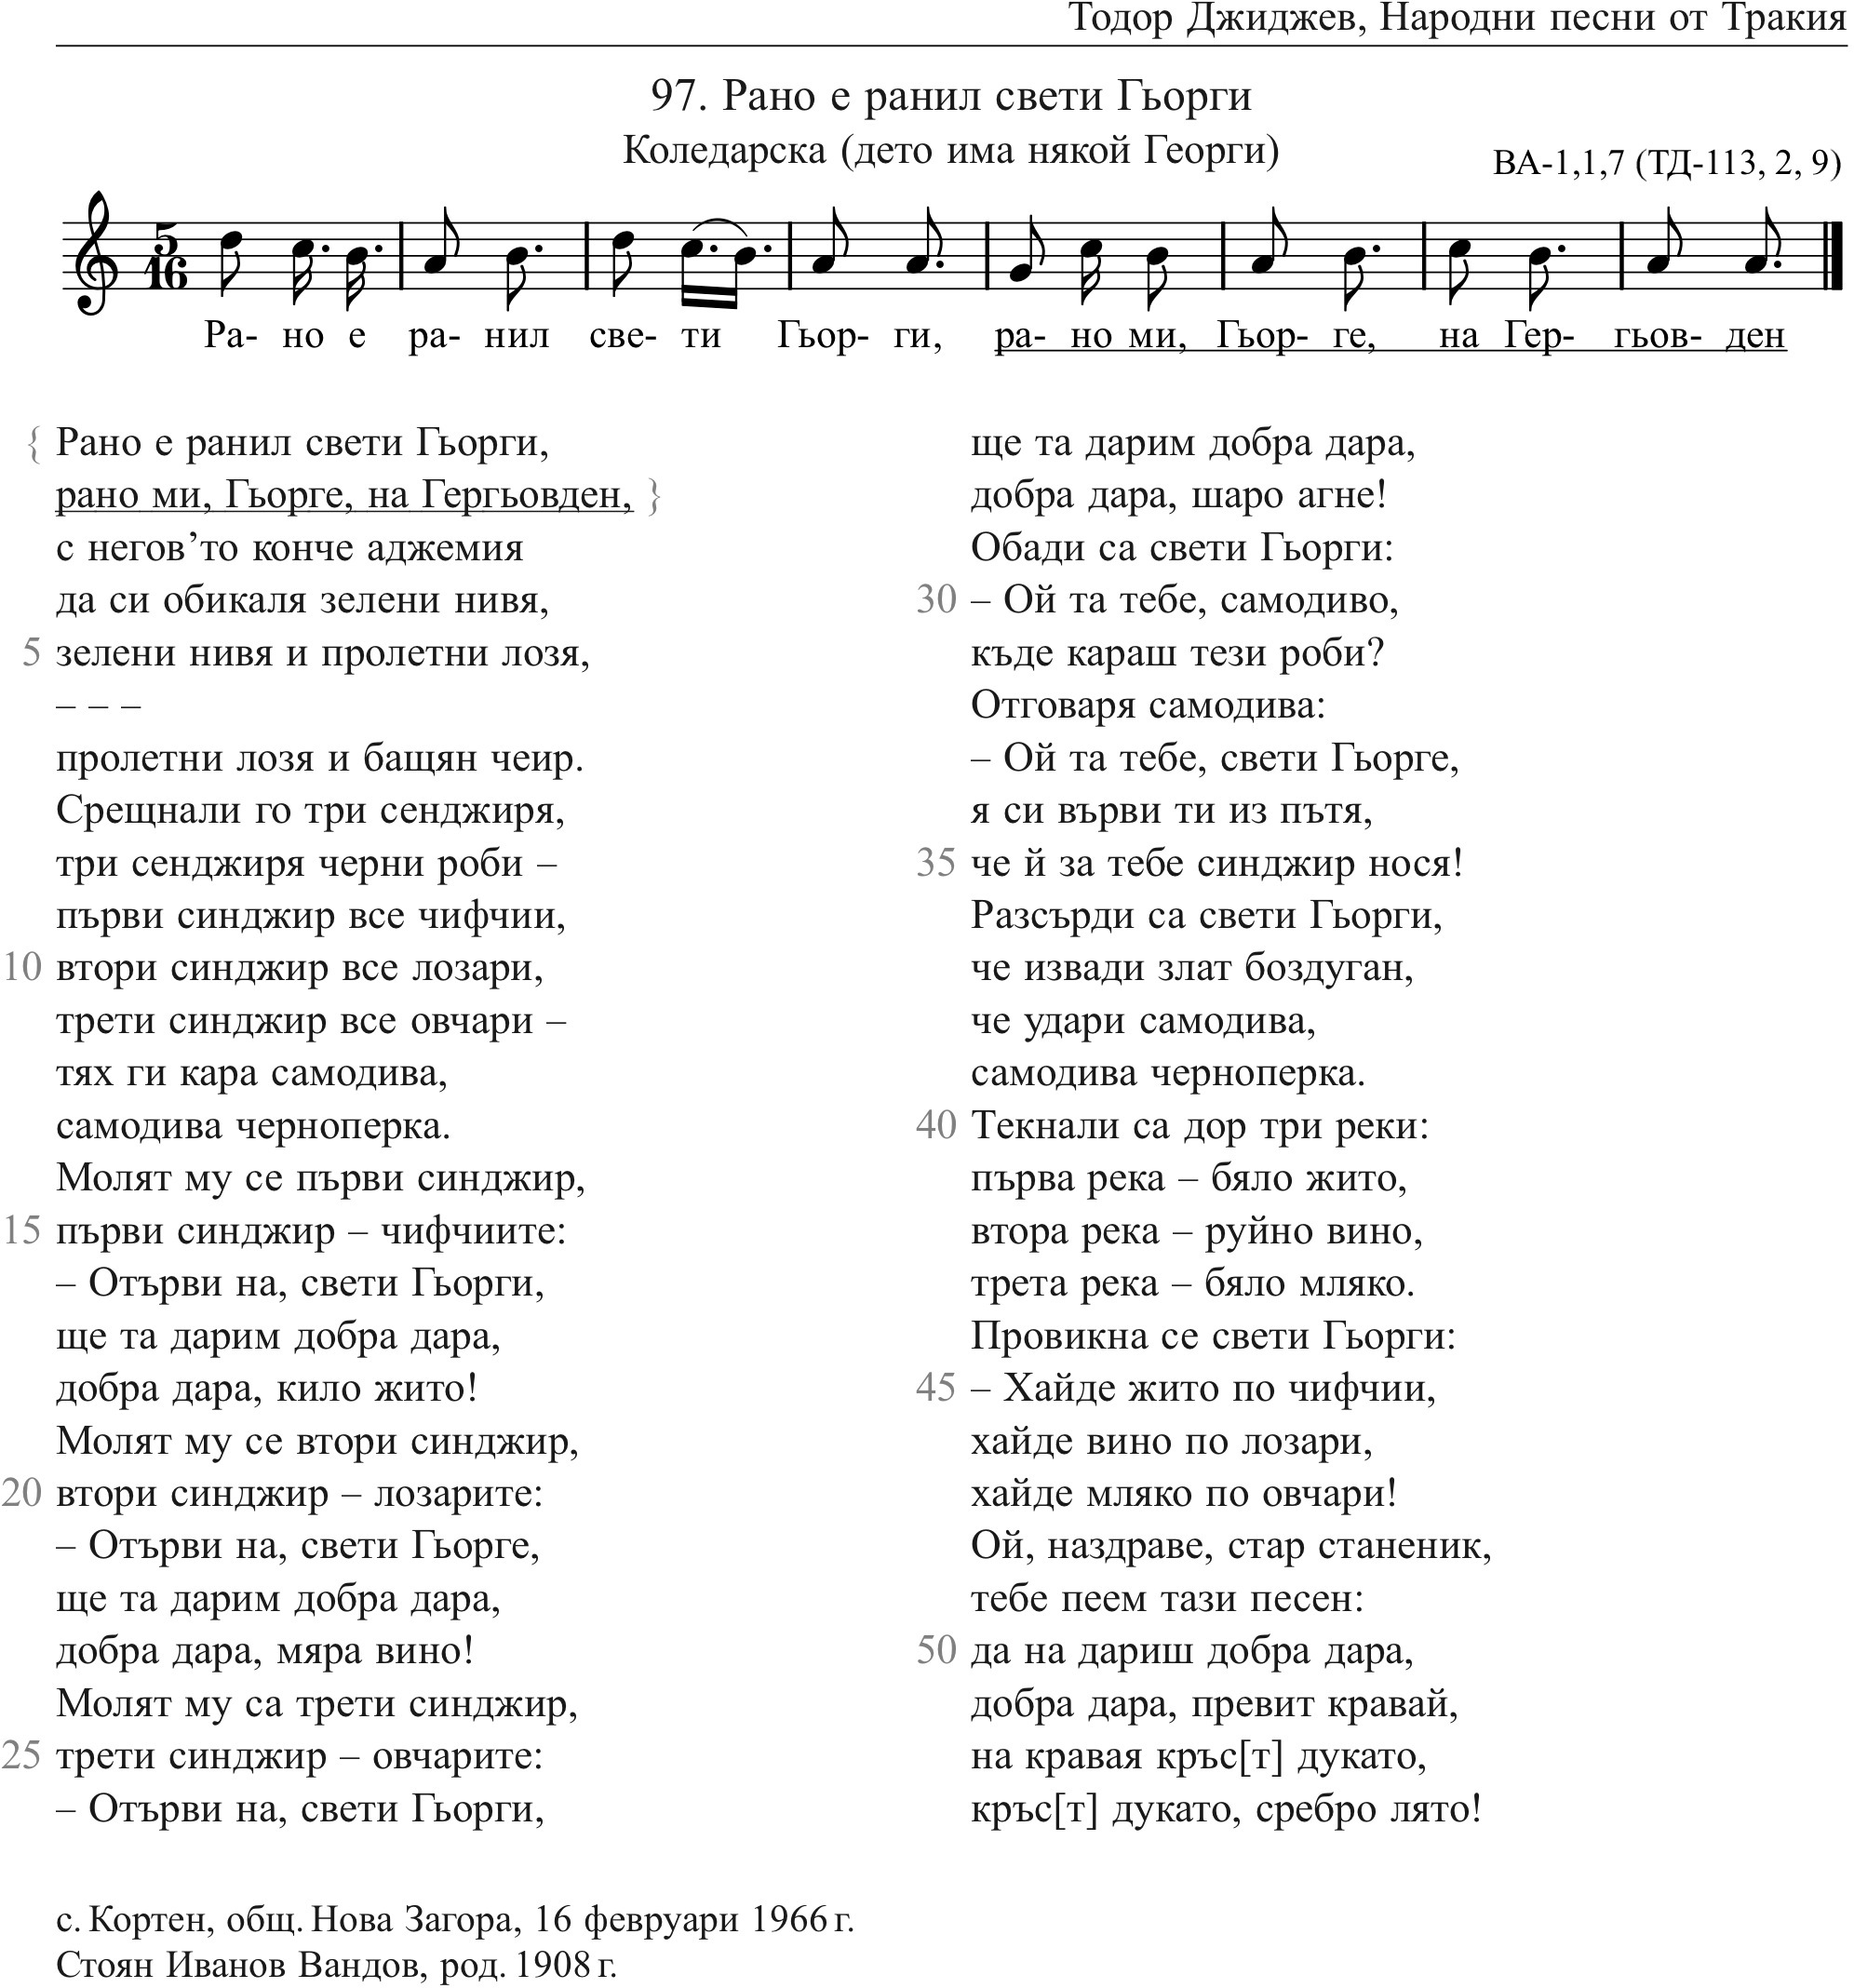 Тодор Джиджев, Народни песни от Тракия
97. Рано е ранил свети Гьорги
Коледарска (дето има някой Георги)
ВА-1,1,7 (ТД-113, 2, 9)
5
16
Ра- но е ра- нил све- ти Гьор- ги, ра- но ми, Гьор- ге, на Гер- гьов- ден
{ Рано е ранил свети Гьорги,
рано ми, Гьорге, на Гергьовден, }
с негов’то конче аджемия
да си обикаля зелени нивя,
5 зелени нивя и пролетни лозя,
– – –
пролетни лозя и бащян чеир.
Срещнали го три сенджиря,
три сенджиря черни роби –
първи синджир все чифчии,
10 втори синджир все лозари,
трети синджир все овчари –
тях ги кара самодива,
самодива черноперка.
Молят му се първи синджир,
15 първи синджир – чифчиите:
– Отърви на, свети Гьорги,
ще та дарим добра дара,
добра дара, кило жито!
Молят му се втори синджир,
20 втори синджир – лозарите:
– Отърви на, свети Гьорге,
ще та дарим добра дара,
добра дара, мяра вино!
Молят му са трети синджир,
25 трети синджир – овчарите:
– Отърви на, свети Гьорги,
ще та дарим добра дара,
добра дара, шаро агне!
Обади са свети Гьорги:
30 – Ой та тебе, самодиво,
къде караш тези роби?
Отговаря самодива:
– Ой та тебе, свети Гьорге,
я си върви ти из пътя,
35 че й за тебе синджир нося!
Разсърди са свети Гьорги,
че извади злат боздуган,
че удари самодива,
самодива черноперка.
40 Текнали са дор три реки:
първа река – бяло жито,
втора река – руйно вино,
трета река – бяло мляко.
Провикна се свети Гьорги:
45 – Хайде жито по чифчии,
хайде вино по лозари,
хайде мляко по овчари!
Ой, наздраве, стар станеник,
тебе пеем тази песен:
50 да на дариш добра дара,
добра дара, превит кравай,
на кравая кръс[т] дукато,
кръс[т] дукато, сребро лято!
с. Кортен, общ. Нова Загора, 16 февруари 1966 г.
Стоян Иванов Вандов, род. 1908 г.